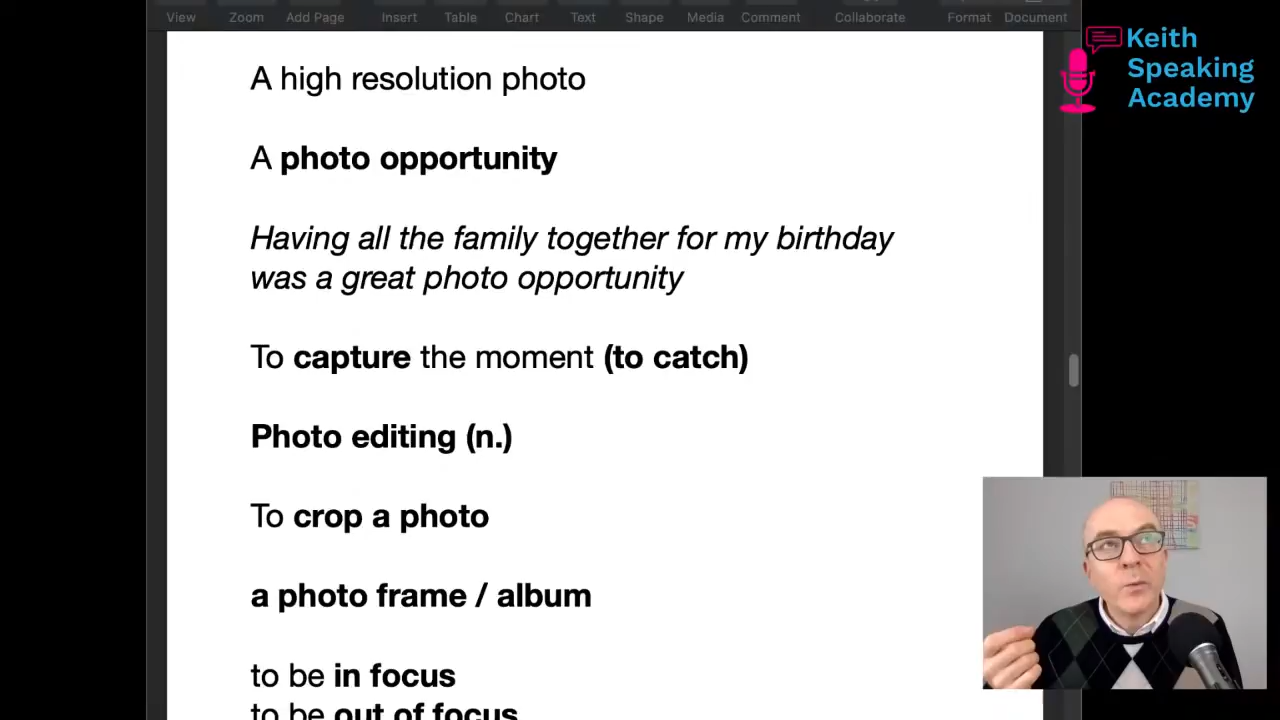 View Zoom Add Page Insert Table Chart Text Shape Media Comment Collaborate Format Document
Keith
Speaking
Academy
A high resolution photo
A photo opportunity
Having all the family together for my birthday
was a great photo opportunity
To capture the moment (to catch)
Photo editing (n.)
To crop a photo
a photo frame / album
to be in focus
to be out of focus